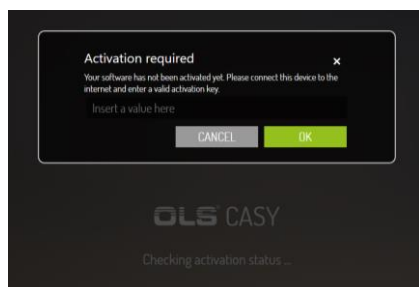 Activation required
×
Your software has not been activated yet. Please connect this device to the
internet and enter a valid activation key.
Insert a value here
CANCEL OK
OLS CASY
Checking activation status ...